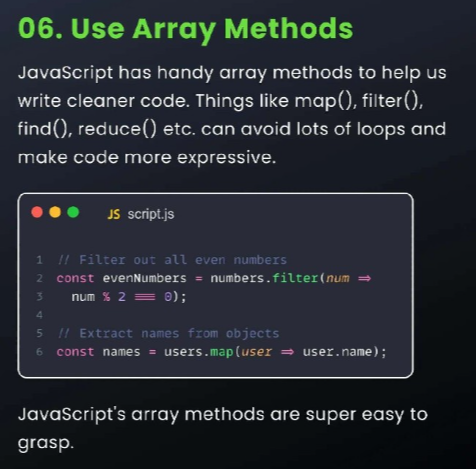 06. Use Array Methods
JavaScript has handy array methods to help us
write cleaner code. Things like map(), filter(),
find(), reduce() etc. can avoid lots of loops and
make code more expressive.
JS script.js
1 // Filter out all even numbers
2 const evenNumbers = numbers.filter(num =>
3 num % 2 === 0);
4
5 // Extract names from objects
6 const names = users.map(user => user.name);
JavaScript's array methods are super easy to
grasp.